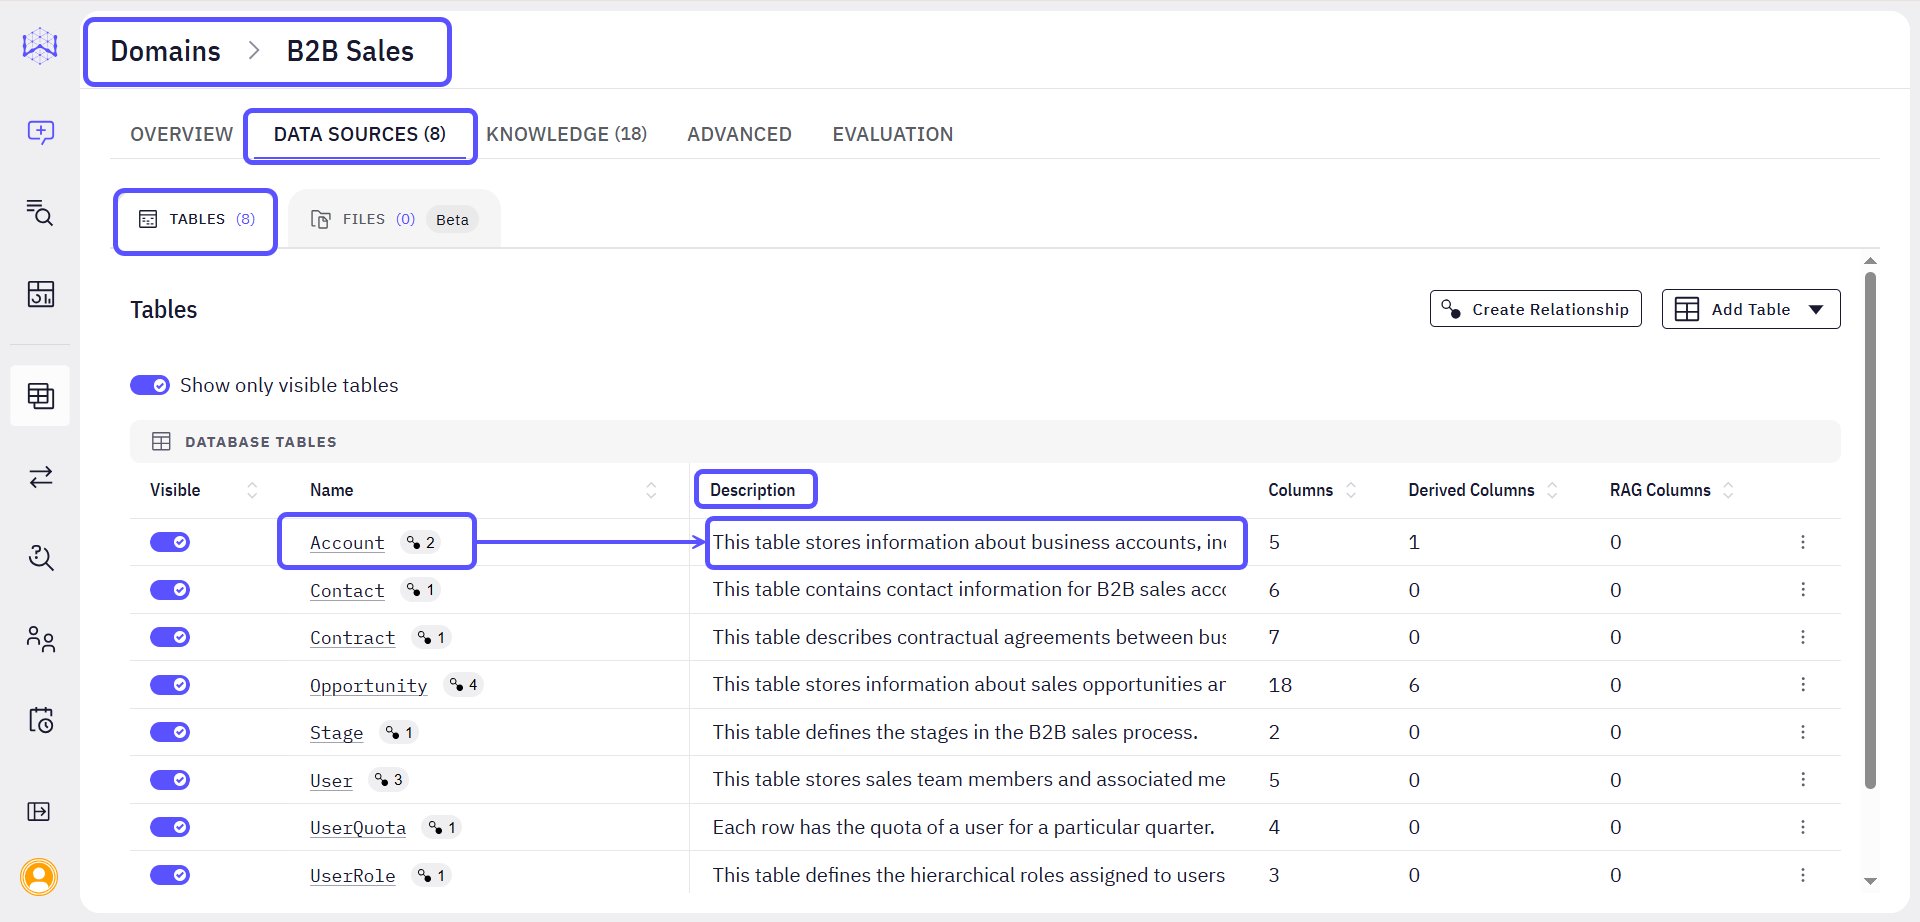 Domains > B2B Sales
OVERVIEW DATA SOURCES (8) KNOWLEDGE (18) ADVANCED EVALUATION
TABLES (8) FILES (0) Beta
Tables Create Relationship Add Table
Show only visible tables
DATABASE TABLES
Visible Name Description Columns Derived Columns RAG Columns
Account 2 This table stores information about business accounts, inc 5 1 0
Contact 1 This table contains contact information for B2B sales acco 6 0 0
Contract 1 This table describes contractual agreements between bus 7 0 0
Opportunity 4 This table stores information about sales opportunities ar 18 6 0
Stage 1 This table defines the stages in the B2B sales process. 2 0 0
User 3 This table stores sales team members and associated me 5 0 0
UserQuota 1 Each row has the quota of a user for a particular quarter. 4 0 0
UserRole 1 This table defines the hierarchical roles assigned to users 3 0 0